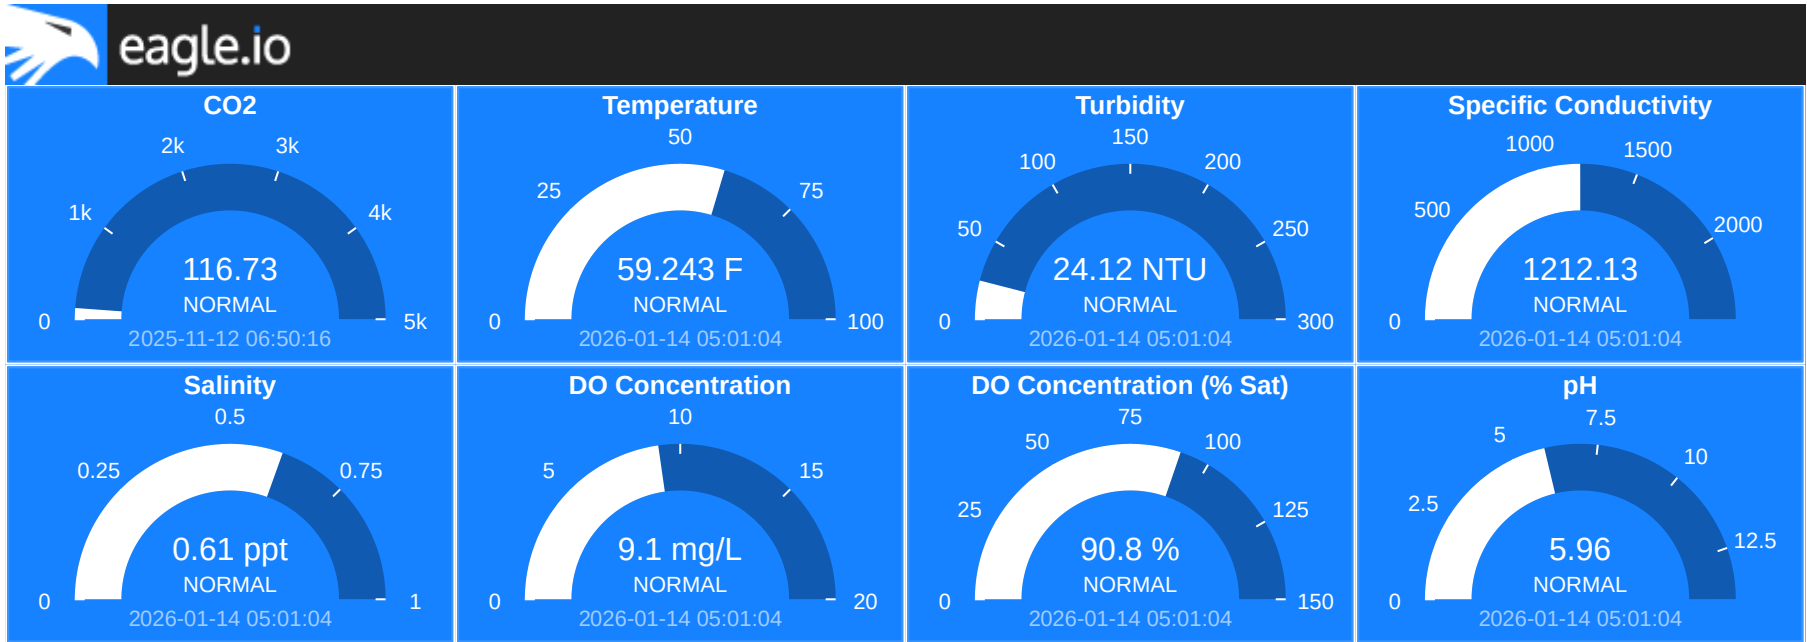 eagle.io
CO2
2k
3k
1k
4k
116.73
NORMAL
0
5k
2025-11-12 06:50:16
Temperature
50
25
75
59.243 F
NORMAL
0
100
2026-01-14 05:01:04
Turbidity
150
100
200
50
250
24.12 NTU
NORMAL
0
300
2026-01-14 05:01:04
Specific Conductivity
1000
1500
500
2000
1212.13
NORMAL
0
2026-01-14 05:01:04
Salinity
0.5
0.25
0.75
0.61 ppt
NORMAL
0
1
2026-01-14 05:01:04
DO Concentration
10
5
15
9.1 mg/L
NORMAL
0
20
2026-01-14 05:01:04
DO Concentration (% Sat)
75
50
100
25
125
90.8 %
NORMAL
0
150
2026-01-14 05:01:04
pH
7.5
5
10
2.5
12.5
5.96
NORMAL
0
2026-01-14 05:01:04